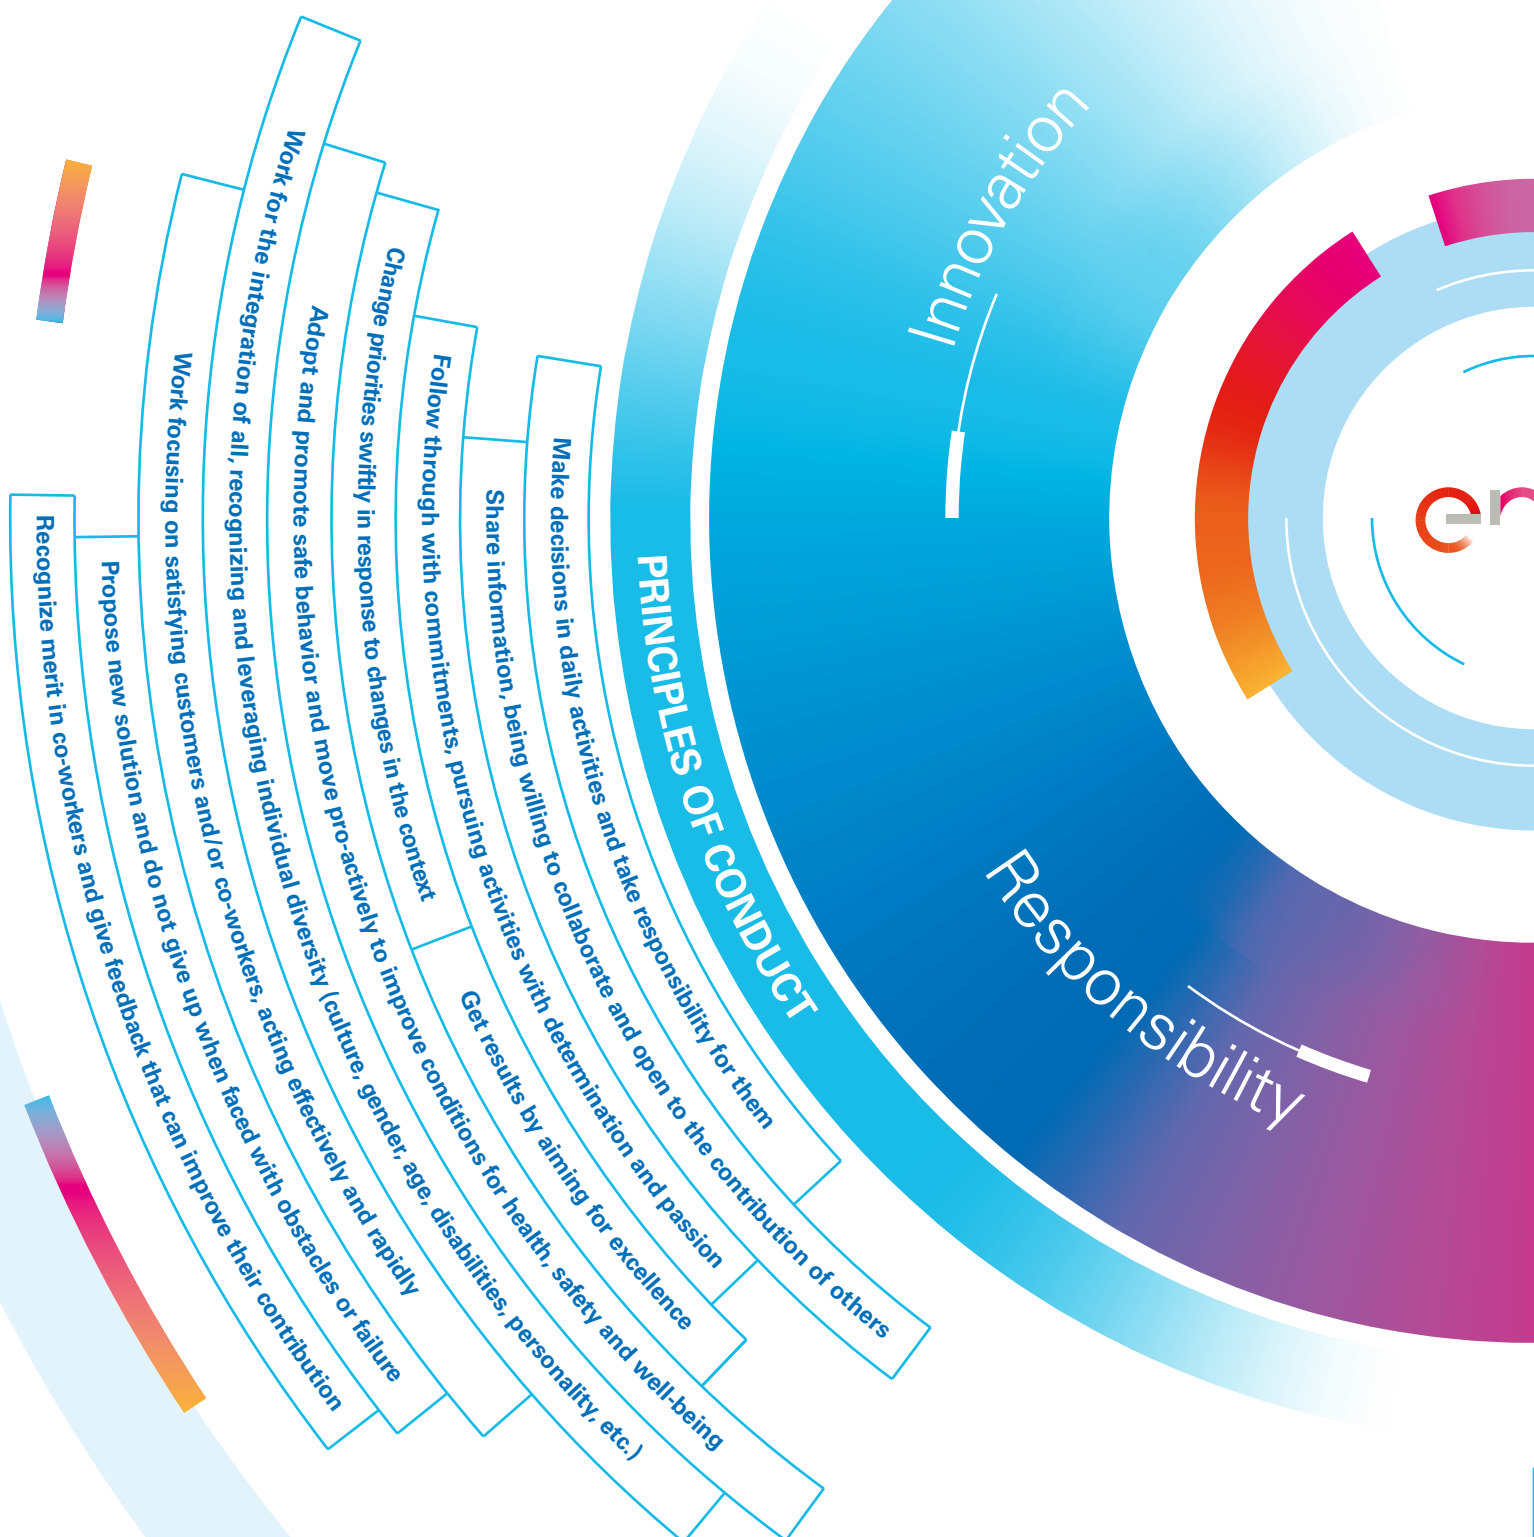 Innovation
Responsibility
PRINCIPLES OF CONDUCT
Make decisions in daily activities and take responsibility for them
Share information, being willing to collaborate and open to the contribution of others
Follow through with commitments, pursuing activities with determination and passion
Change priorities swiftly in response to changes in the context
Get results by aiming for excellence
Adopt and promote safe behavior and move pro-actively to improve conditions for health, safety and well-being
Work for the integration of all, recognizing and leveraging individual diversity (culture, gender, age, disabilities, personality, etc.)
Work focusing on satisfying customers and/or co-workers, acting effectively and rapidly
Propose new solution and do not give up when faced with obstacles or failure
Recognize merit in co-workers and give feedback that can improve their contribution